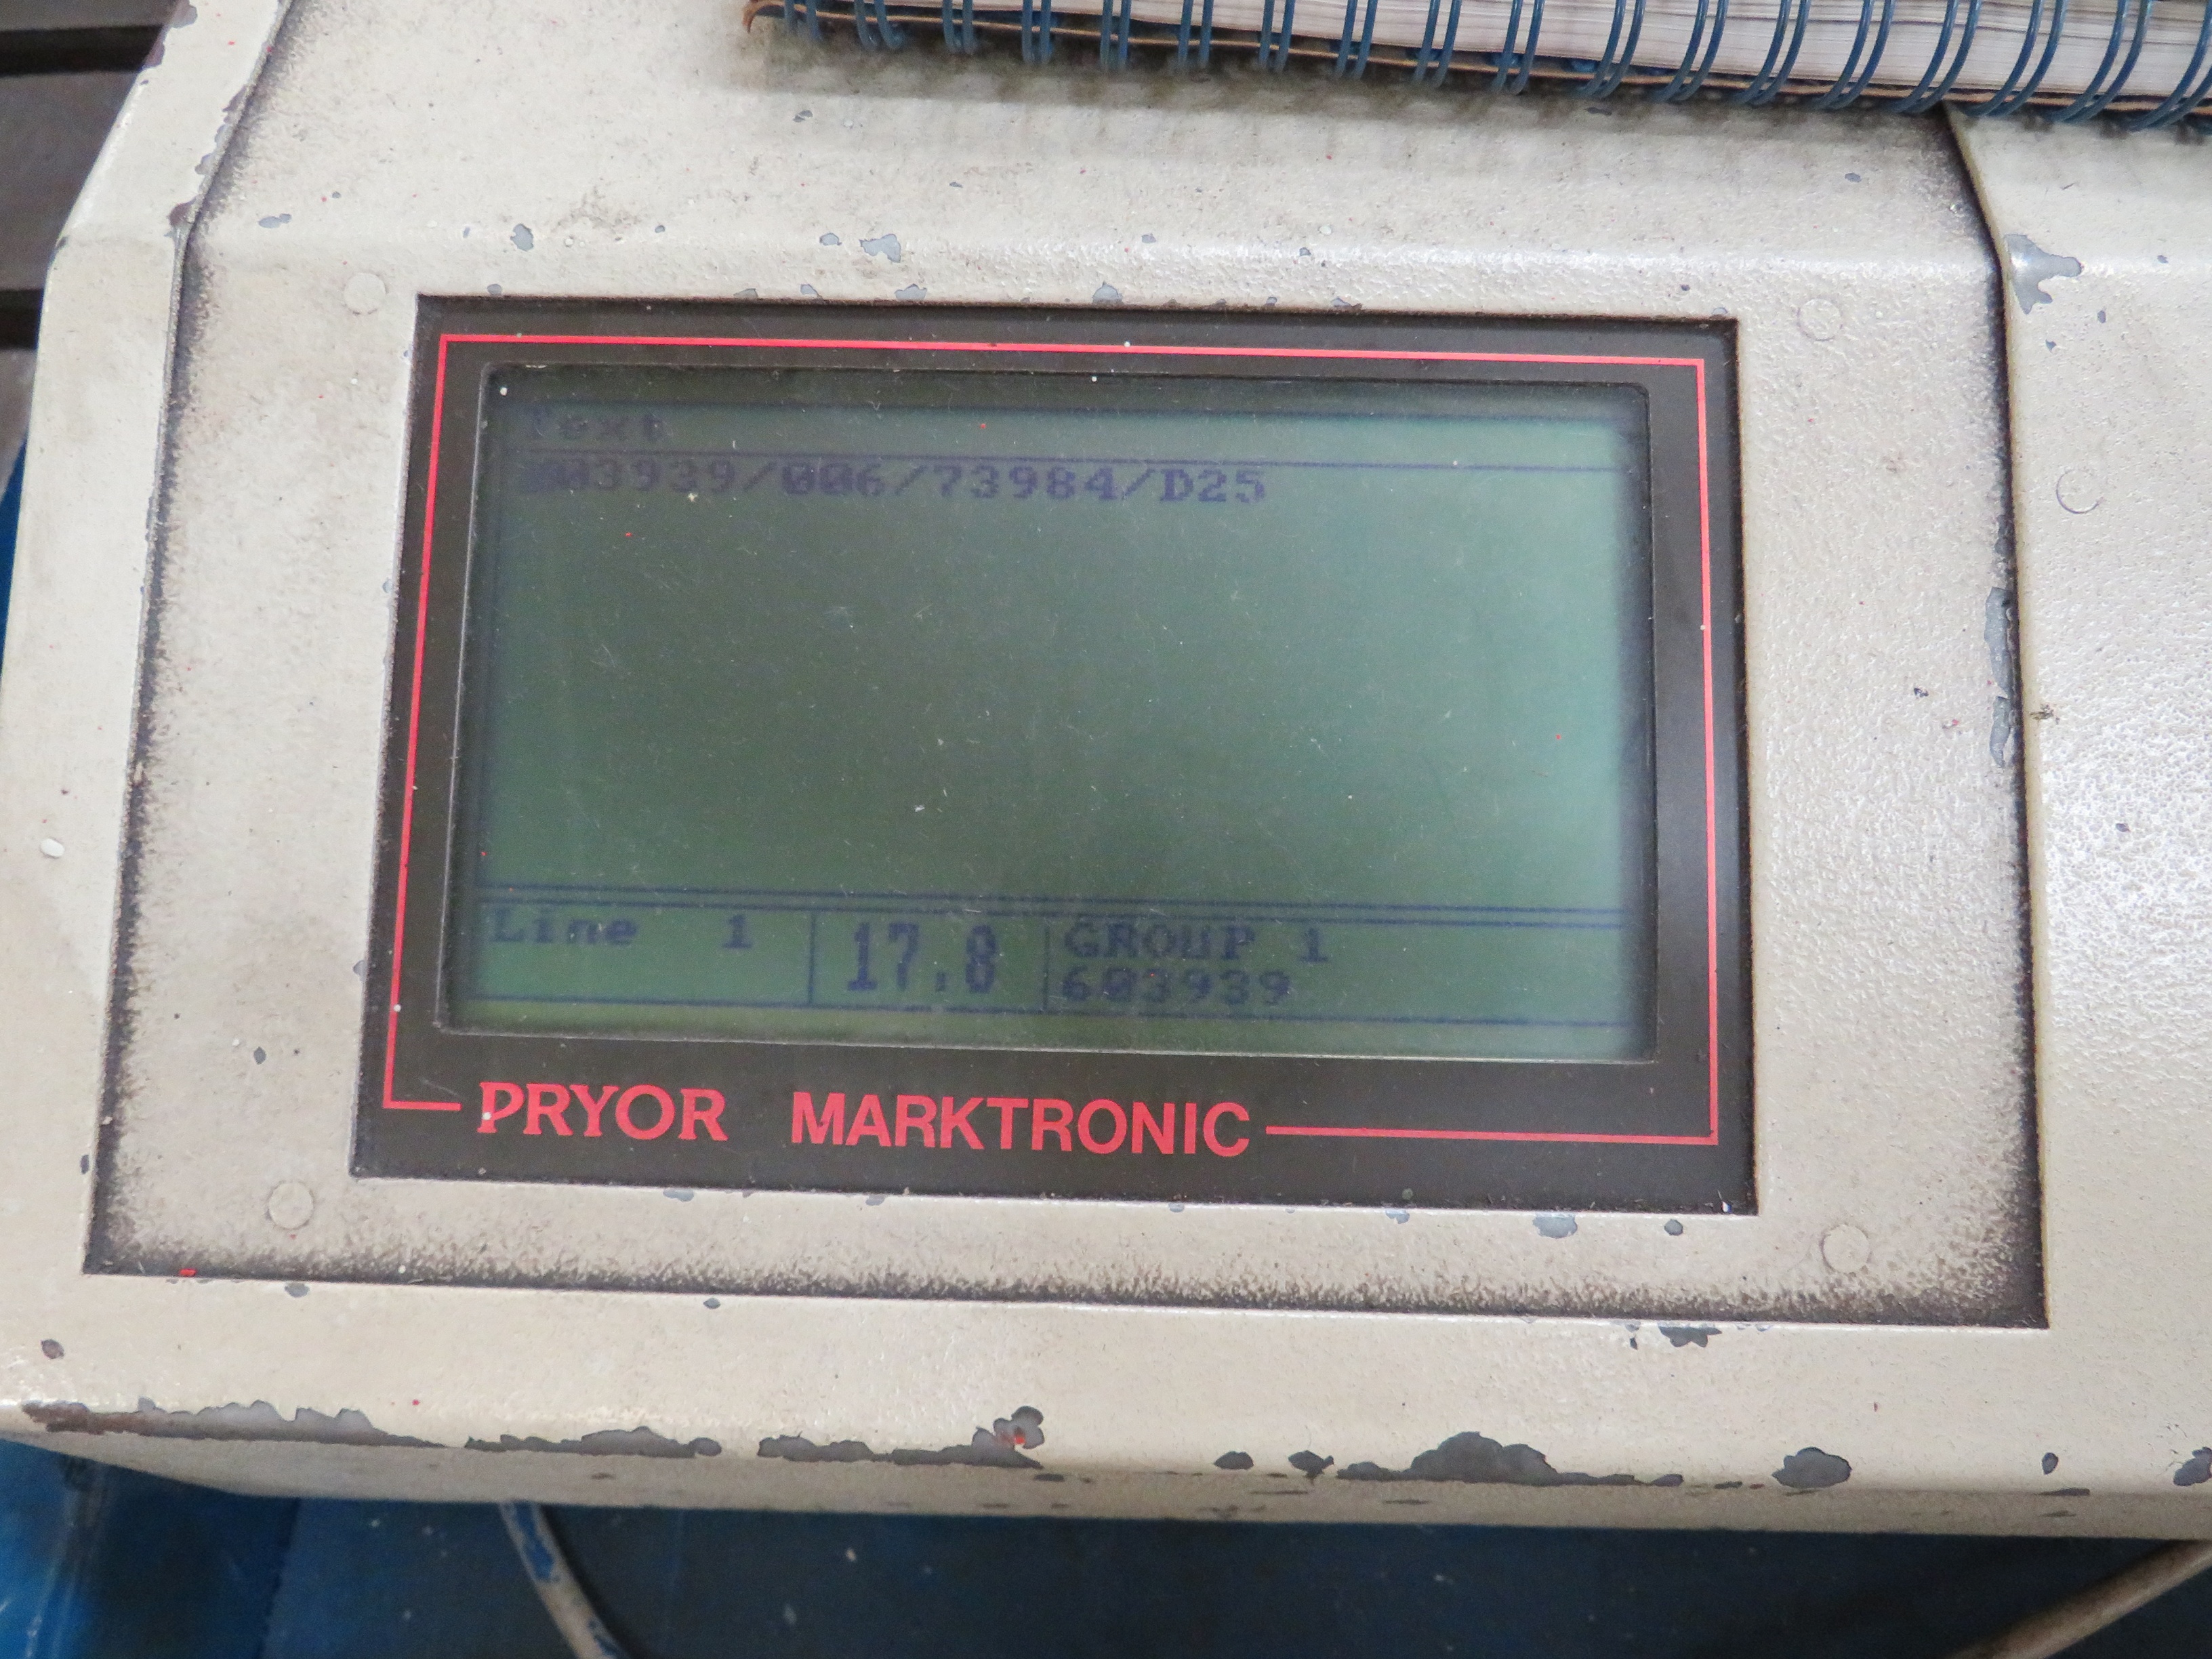 Text
603939/006/73984/D25
Line 1
17.8
GROUP 1
603939
PRYOR MARKTRONIC